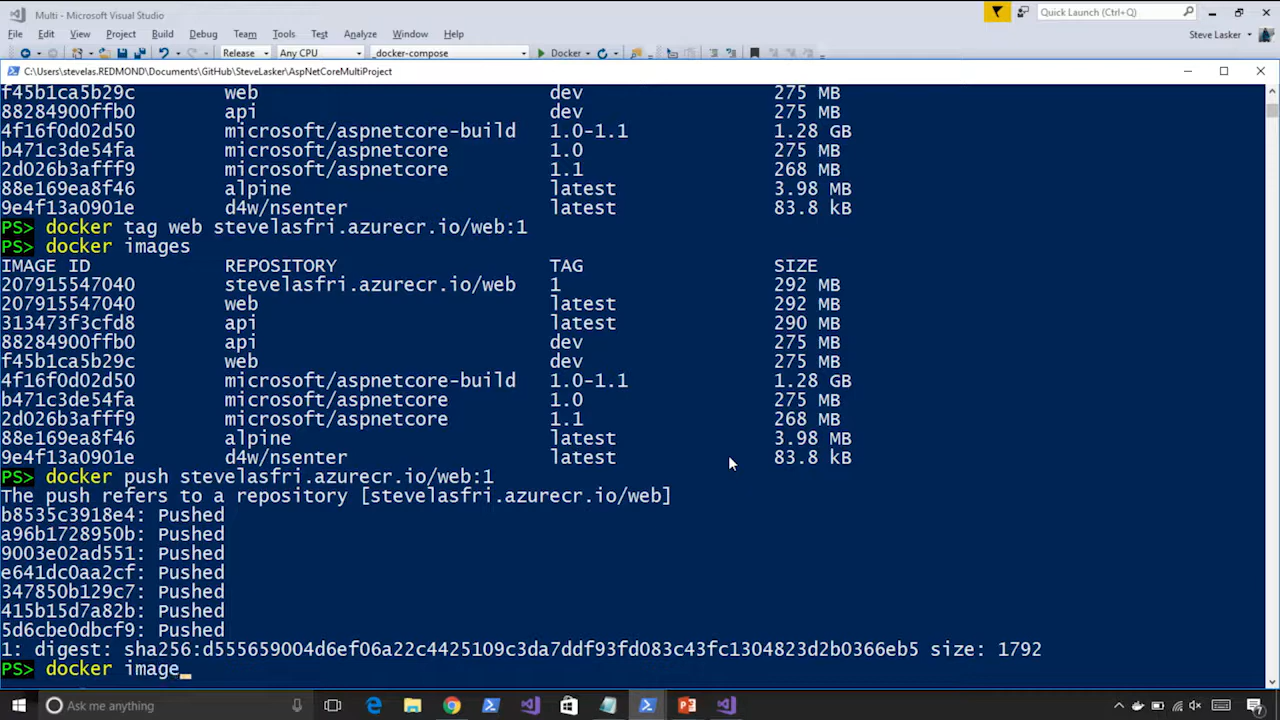 Multi - Microsoft Visual Studio
Quick Launch (Ctrl+Q)
File Edit View Project Build Debug Team Tools Test Analyze Window Help
Steve Lasker
Release Any CPU _docker-compose Docker
C:\Users\stevelas.REDMOND\Documents\GitHub\SteveLasker\AspNetCoreMultiProject
f45b1ca5b29c web dev 275 MB
88284900ffb0 api dev 275 MB
4f16f0d02d50 microsoft/aspnetcore-build 1.0-1.1 1.28 GB
b471c3de54fa microsoft/aspnetcore 1.0 275 MB
2d026b3afff9 microsoft/aspnetcore 1.1 268 MB
88e169ea8f46 alpine latest 3.98 MB
9e4f13a0901e d4w/nsenter latest 83.8 kB
PS> docker tag web stevelasfri.azurecr.io/web:1
PS> docker images
IMAGE ID REPOSITORY TAG SIZE
207915547040 stevelasfri.azurecr.io/web 1 292 MB
207915547040 web latest 292 MB
313473f3cfd8 api latest 290 MB
88284900ffb0 api dev 275 MB
f45b1ca5b29c web dev 275 MB
4f16f0d02d50 microsoft/aspnetcore-build 1.0-1.1 1.28 GB
b471c3de54fa microsoft/aspnetcore 1.0 275 MB
2d026b3afff9 microsoft/aspnetcore 1.1 268 MB
88e169ea8f46 alpine latest 3.98 MB
9e4f13a0901e d4w/nsenter latest 83.8 kB
PS> docker push stevelasfri.azurecr.io/web:1
The push refers to a repository [stevelasfri.azurecr.io/web]
b8535c3918e4: Pushed
a96b1728950b: Pushed
9003e02ad551: Pushed
e641dc0aa2cf: Pushed
347850b129c7: Pushed
415b15d7a82b: Pushed
5d6cbe0dbcf9: Pushed
1: digest: sha256:d555659004d6ef06a22c4425109c3da7ddf93fd083c43fc1304823d2b0366eb5 size: 1792
PS> docker image
Ask me anything